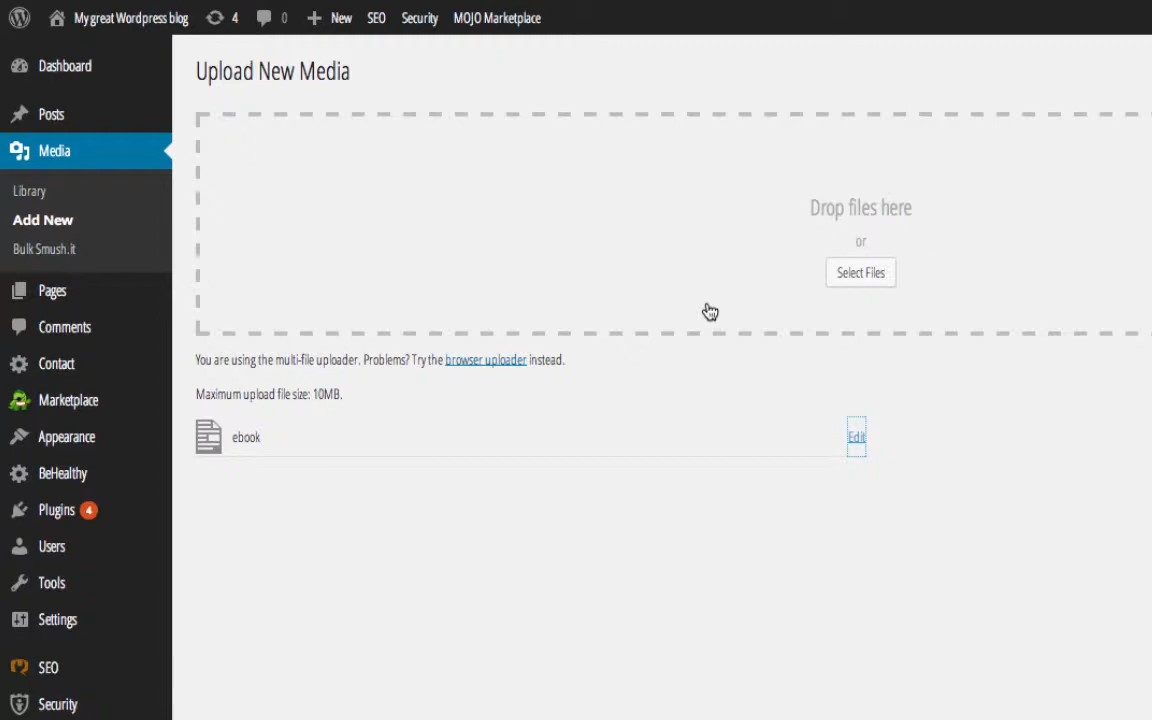 My great Wordpress blog 4 0 New SEO Security MOJO Marketplace
Dashboard
Posts
Media
Library
Add New
Bulk Smush.it
Pages
Comments
Contact
Marketplace
Appearance
BeHealthy
Plugins 4
Users
Tools
Settings
SEO
Security
Upload New Media
Drop files here
or
Select Files
You are using the multi-file uploader. Problems? Try the browser uploader instead.
Maximum upload file size: 10MB.
ebook Edit